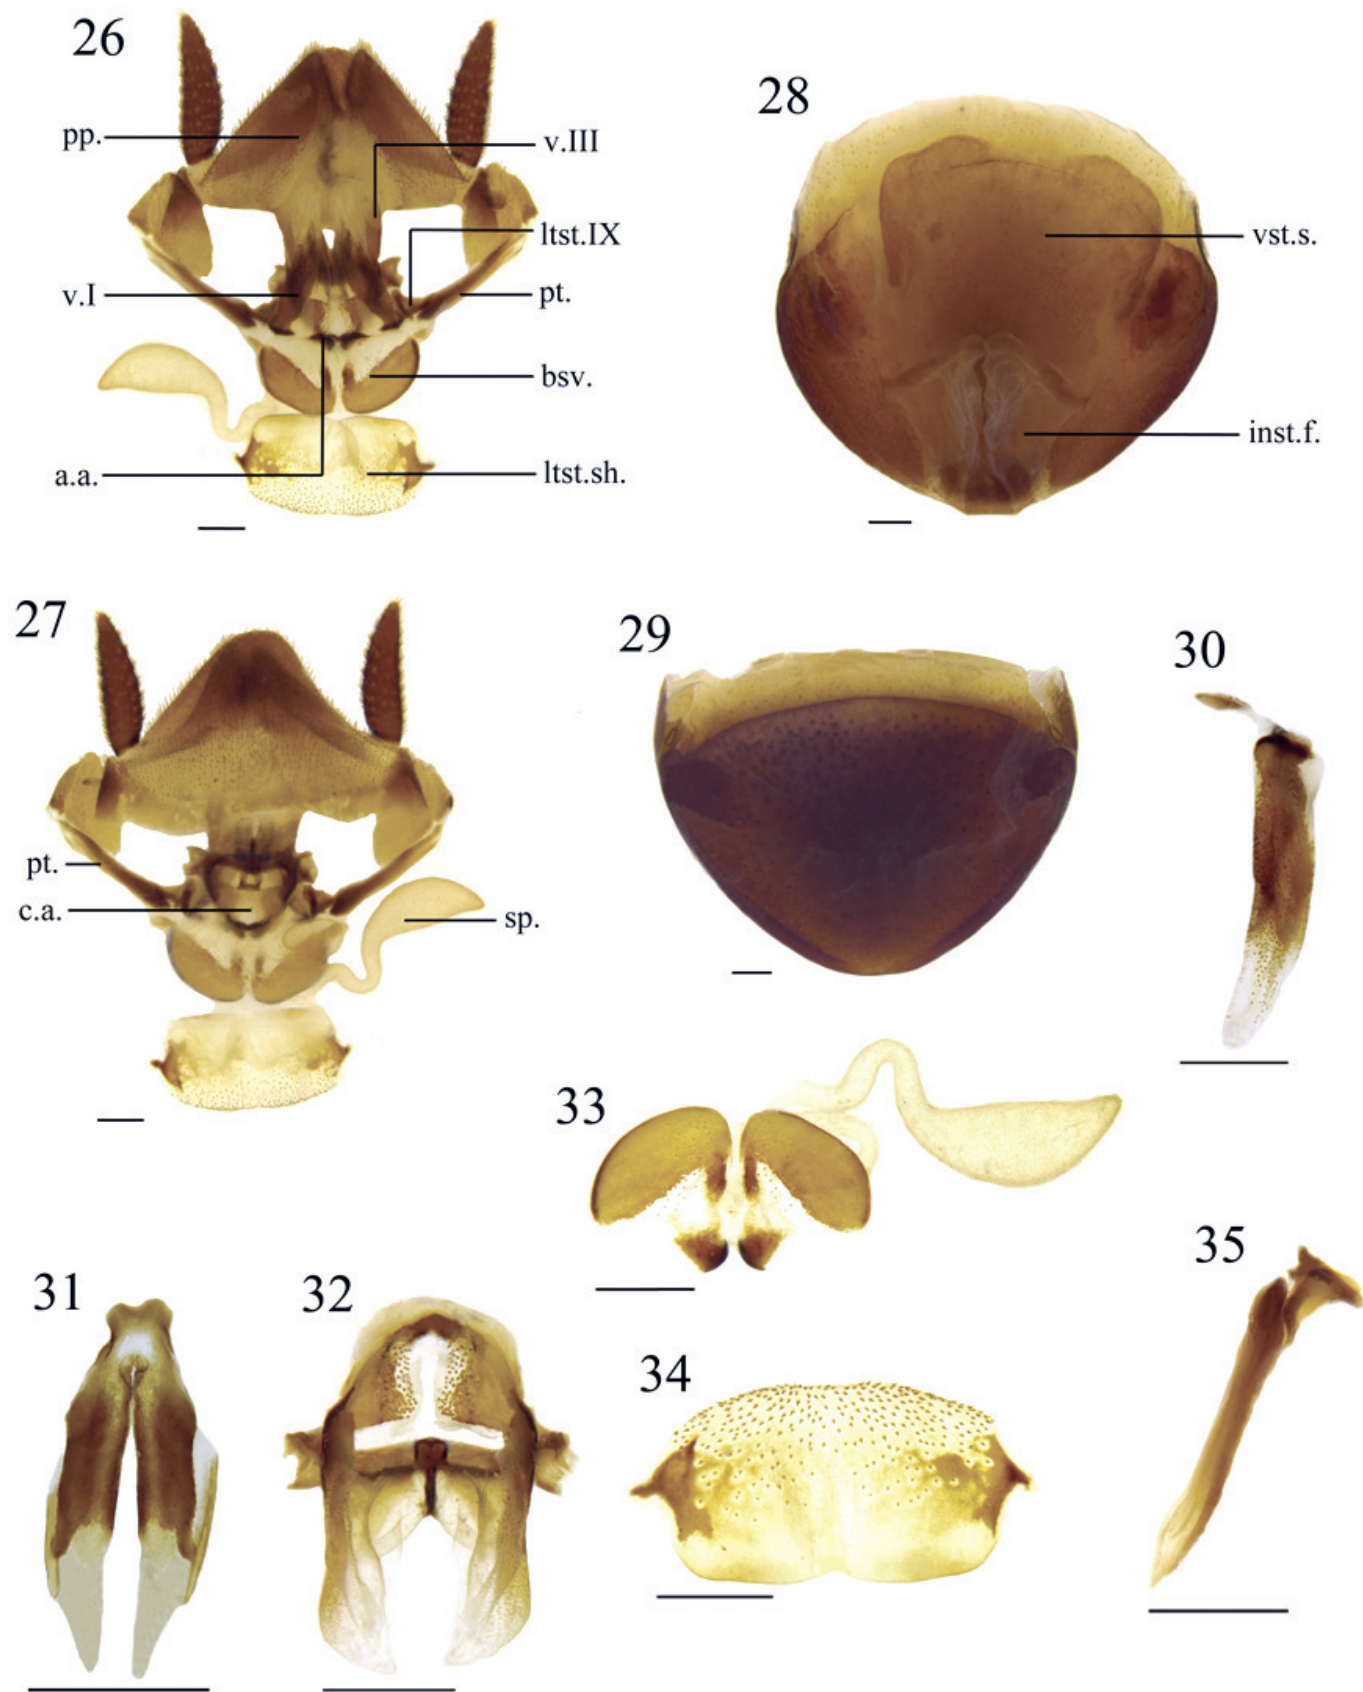 26
pp.
v.III
ltst.IX
v.I
pt.
bsv.
a.a.
ltst.sh.
28
vst.s.
inst.f.
27
pt.
c.a.
sp.
29
30
33
31
32
34
35